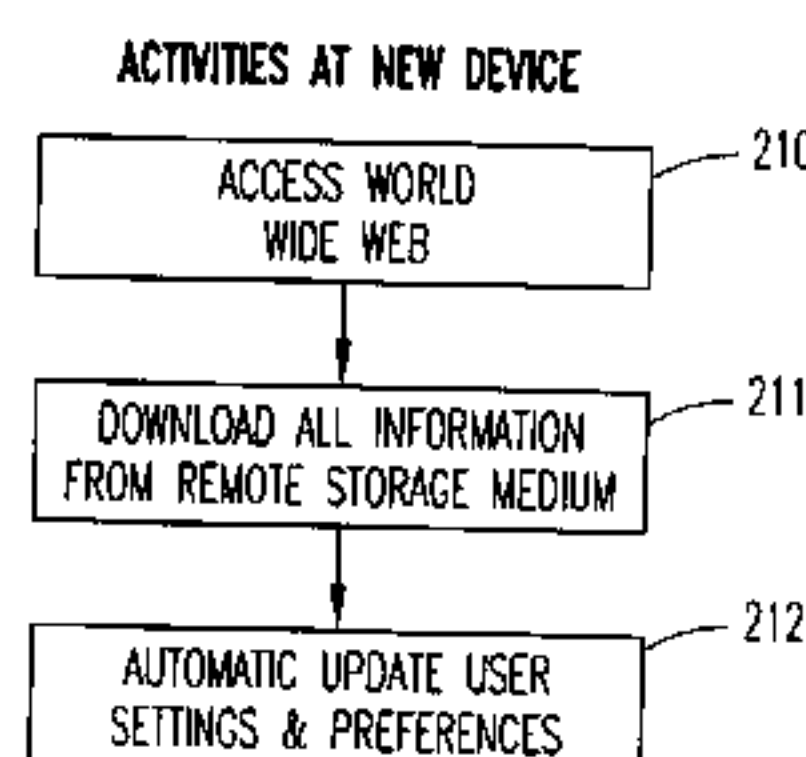 ACTIVITIES AT NEW DEVICE
ACCESS WORLD
WIDE WEB
210
DOWNLOAD ALL INFORMATION
FROM REMOTE STORAGE MEDIUM
211
AUTOMATIC UPDATE USER
SETTINGS & PREFERENCES
212